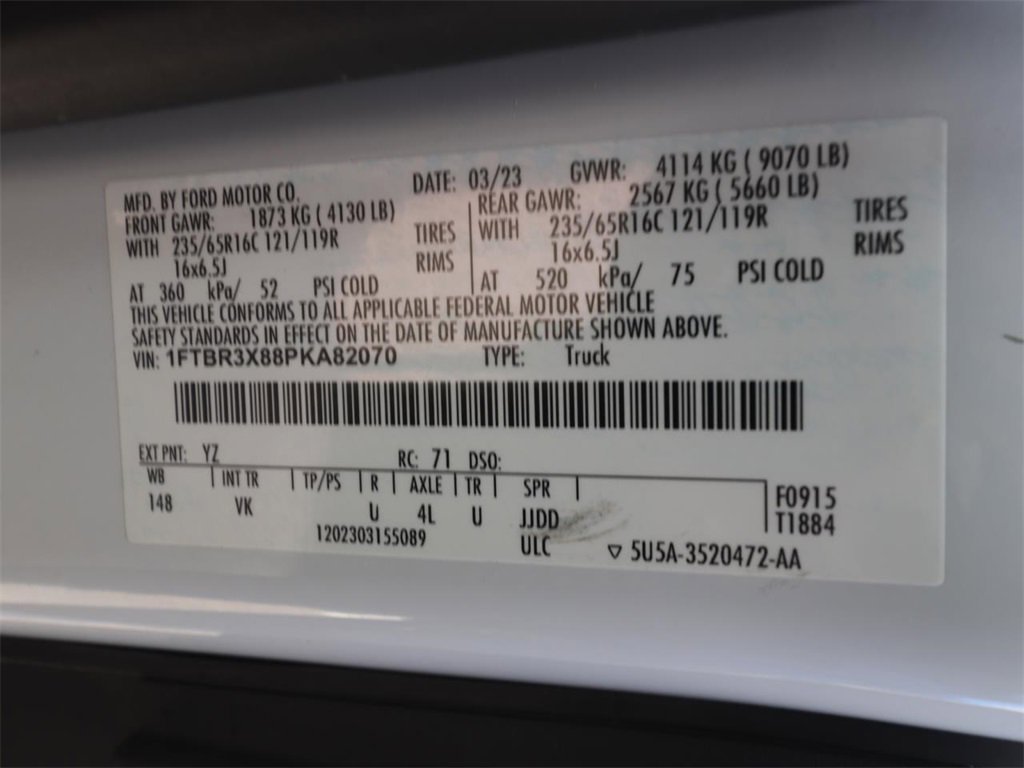 MFD. BY FORD MOTOR CO. DATE: 03/23 GVWR: 4114 KG ( 9070 LB)
FRONT GAWR: 1873 KG ( 4130 LB) REAR GAWR: 2567 KG ( 5660 LB)
WITH 235/65R16C 121/119R TIRES WITH 235/65R16C 121/119R TIRES
16x6.5J RIMS 16x6.5J RIMS
AT 360 kPa/ 52 PSI COLD AT 520 kPa/ 75 PSI COLD
THIS VEHICLE CONFORMS TO ALL APPLICABLE FEDERAL MOTOR VEHICLE
SAFETY STANDARDS IN EFFECT ON THE DATE OF MANUFACTURE SHOWN ABOVE.
VIN: 1FTBR3X88PKA82070 TYPE: Truck
EXT PNT: YZ RC: 71 DSO:
WB INT TR TP/PS R AXLE TR SPR F0915
148 VK U 4L U JJDD T1884
1202303155089 ULC ▽ 5U5A-3520472-AA